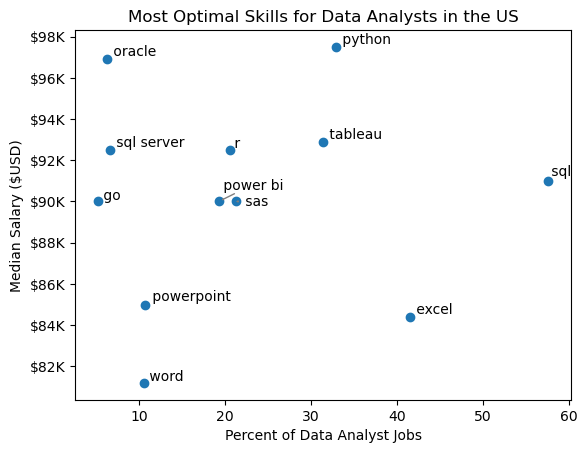 Most Optimal Skills for Data Analysts in the US
$98K
python
oracle
$96K
$94K
tableau
sql server
r
$92K
sql
power bi
go
$90K
sas
$88K
$86K
powerpoint
excel
$84K
word
$82K
Median Salary ($USD)
10 20 30 40 50 60
Percent of Data Analyst Jobs